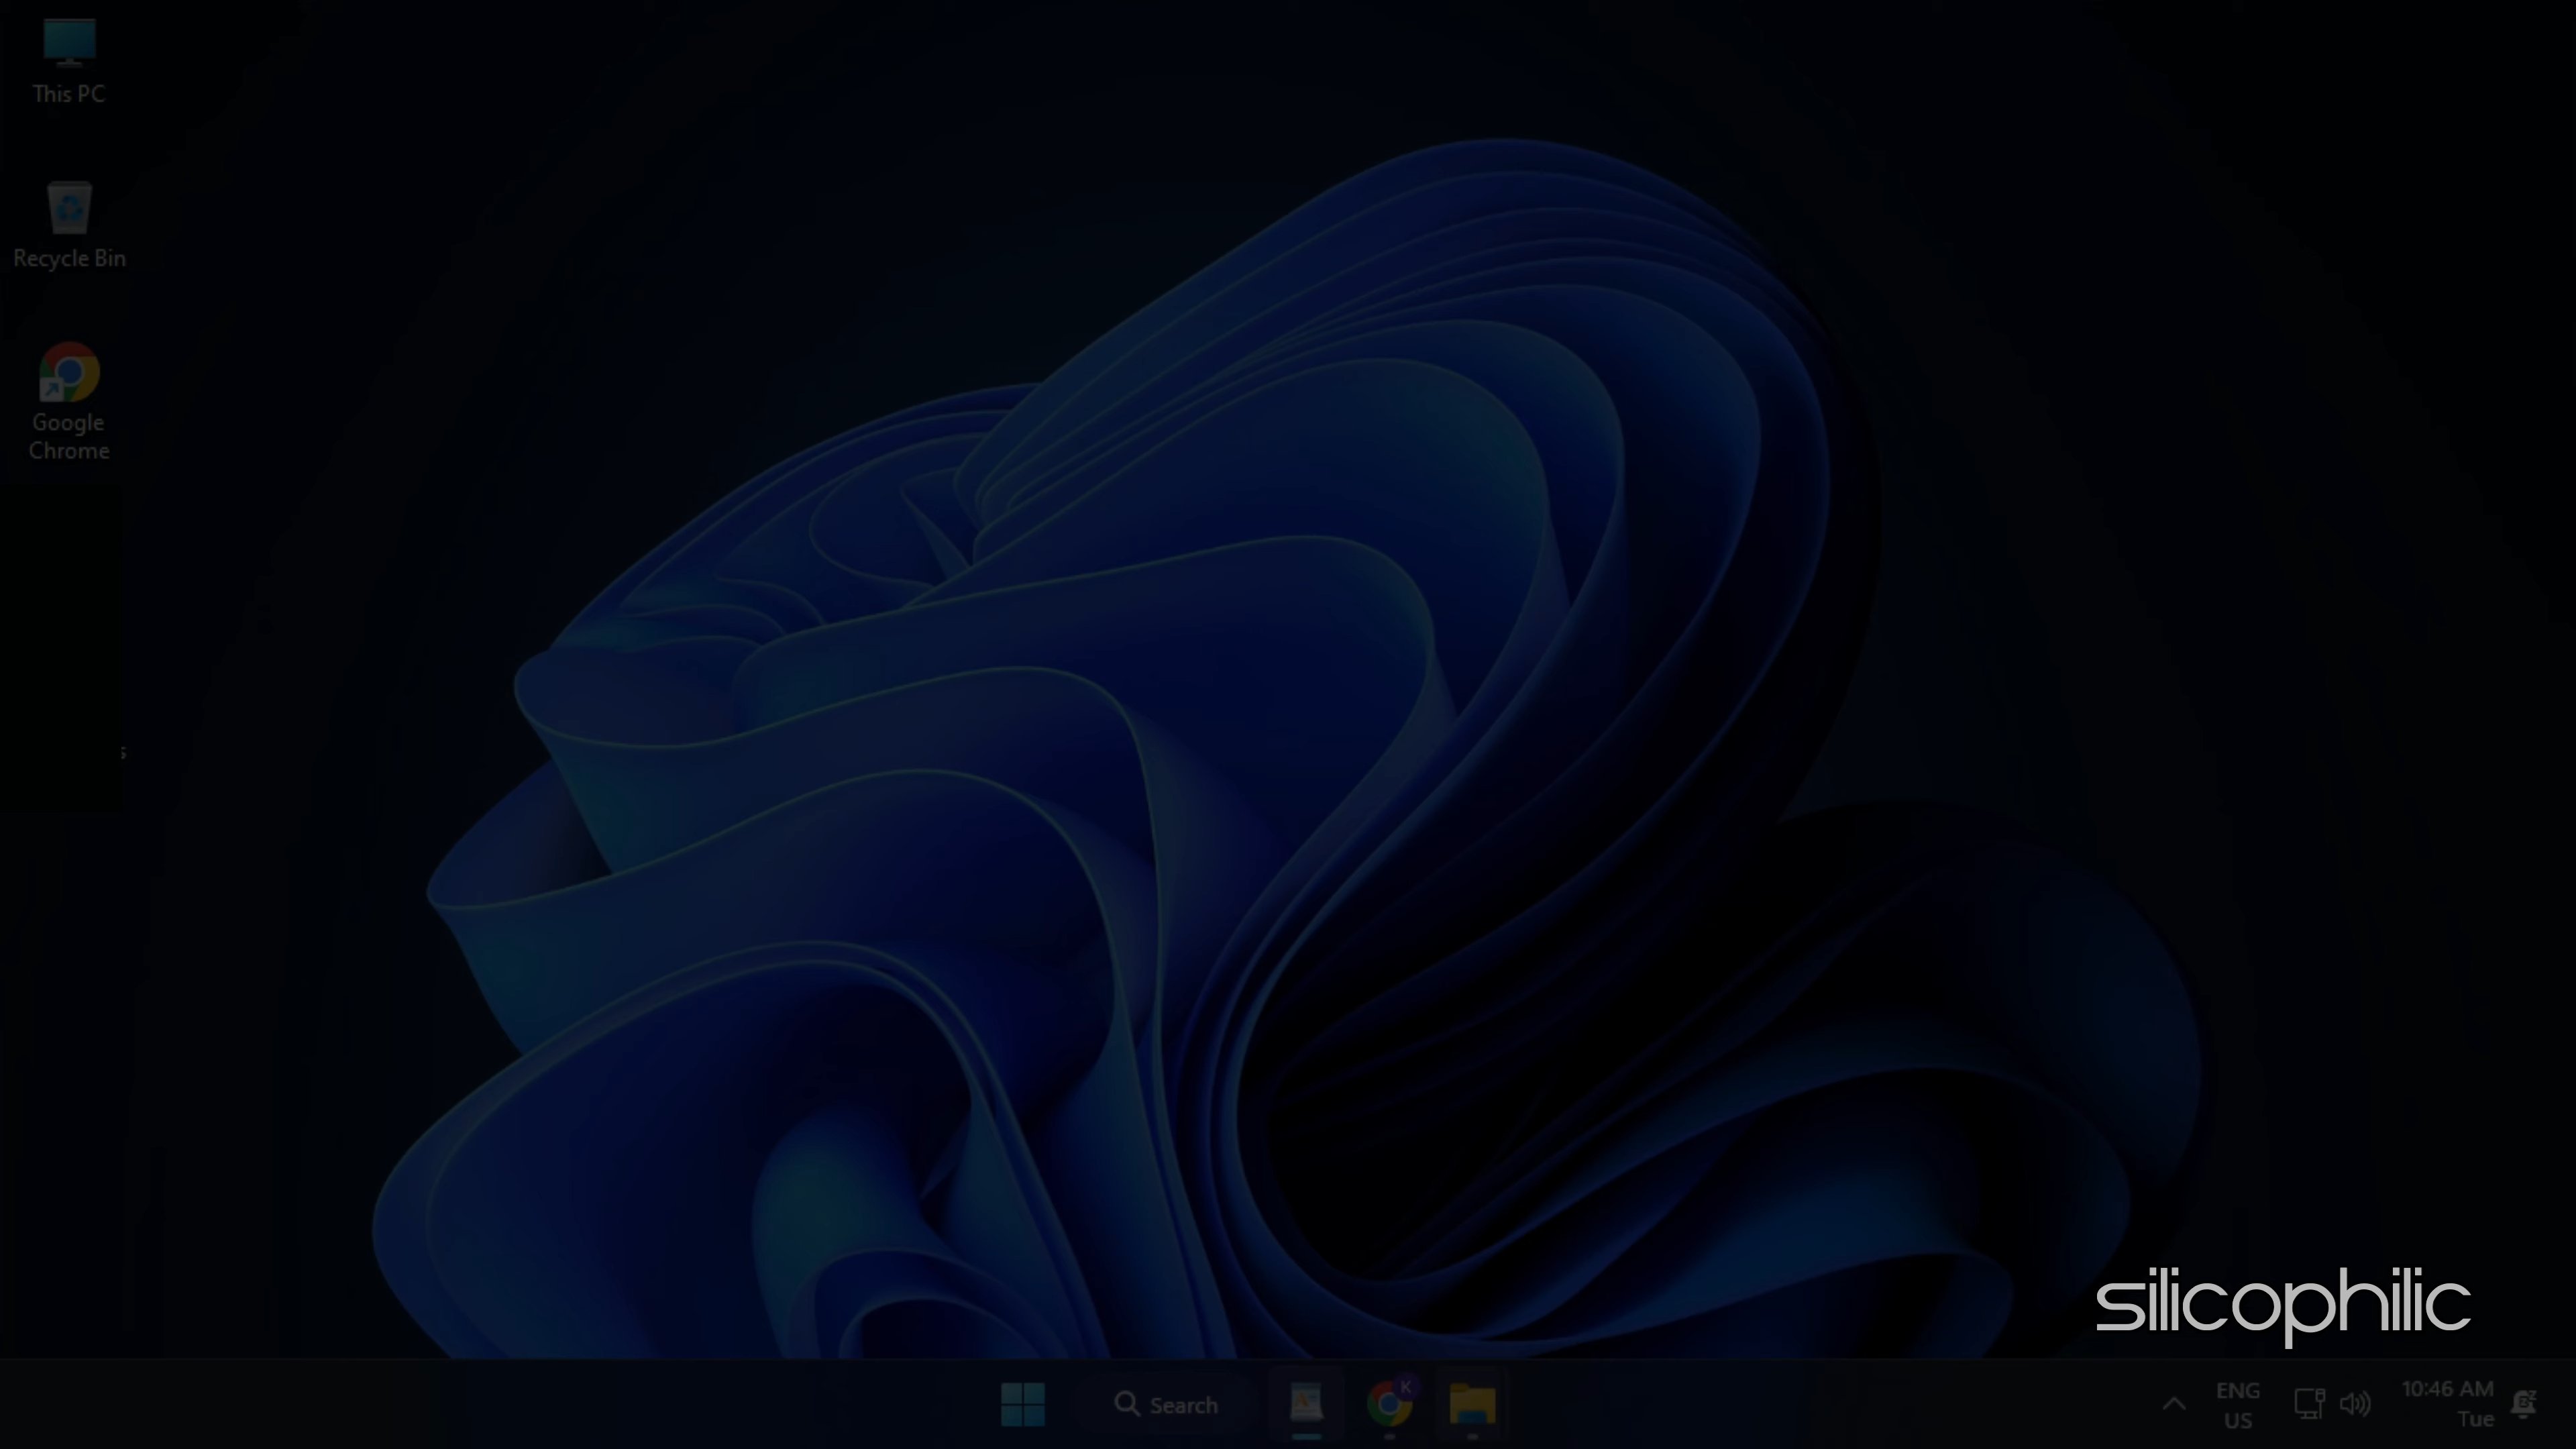 This PC
Recycle Bin
Google
Chrome
s
silicophilic
Search
K
ENG
US
10:46 AM
Tue